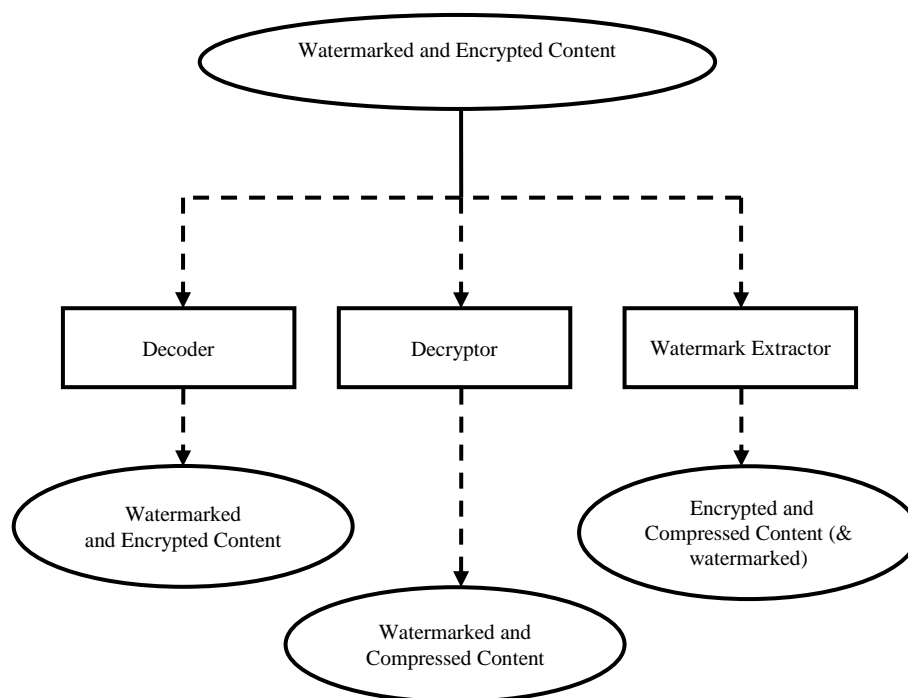 Watermarked and Encrypted Content
Decoder
Decryptor
Watermark Extractor
Watermarked
and Encrypted Content
Encrypted and
Compressed Content (&
watermarked)
Watermarked and
Compressed Content